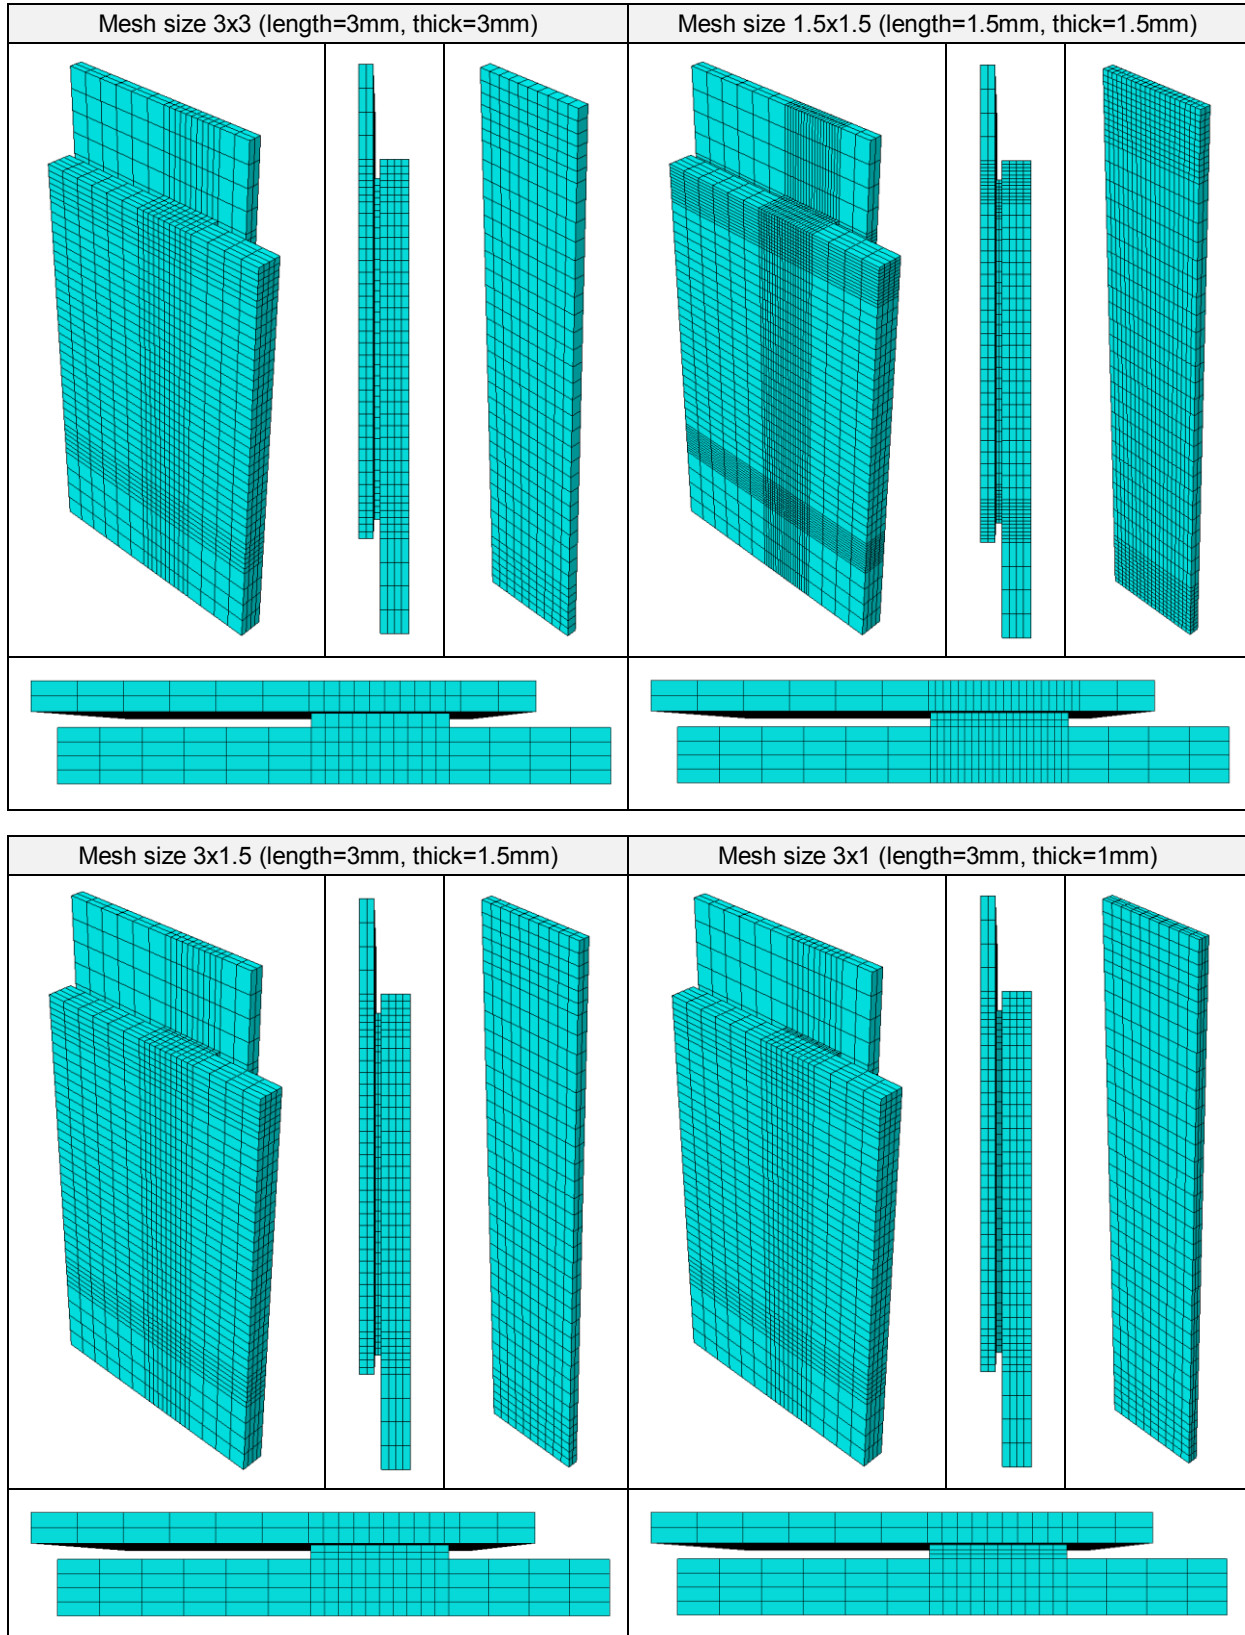 Mesh size 3x3 (length=3mm, thick=3mm)
Mesh size 1.5x1.5 (length=1.5mm, thick=1.5mm)
Mesh size 3x1.5 (length=3mm, thick=1.5mm)
Mesh size 3x1 (length=3mm, thick=1mm)